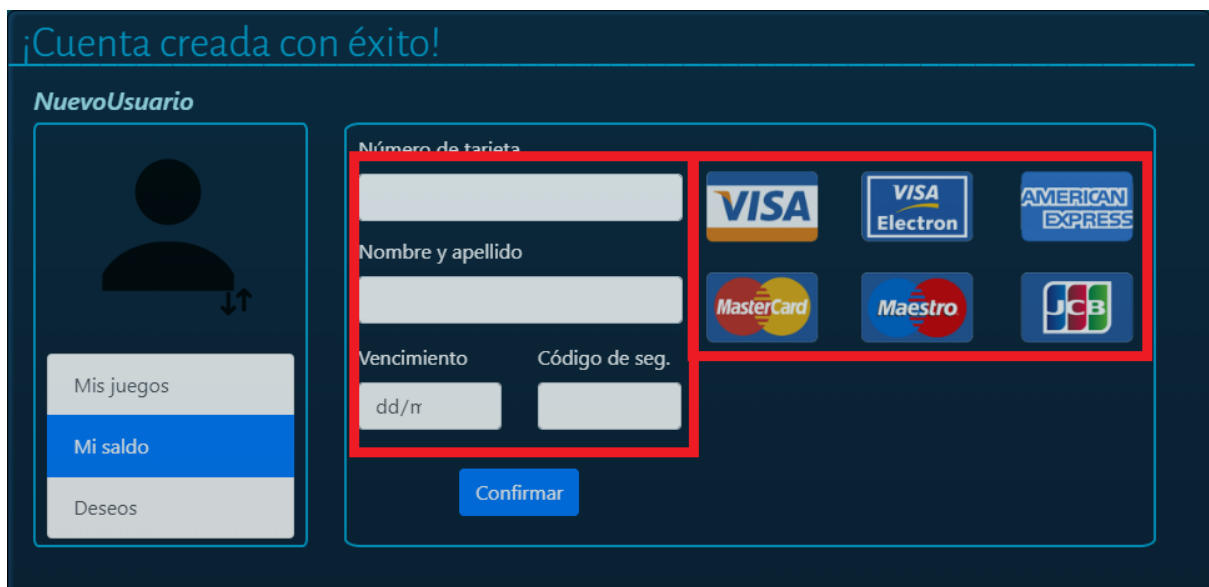 ¡Cuenta creada con éxito!
NuevoUsuario
Número de tarjeta
VISA
VISA
Electron
AMERICAN
EXPRESS
Nombre y apellido
MasterCard
Maestro
JCB
Vencimiento
Código de seg.
Mis juegos
dd/m
Mi saldo
Confirmar
Deseos